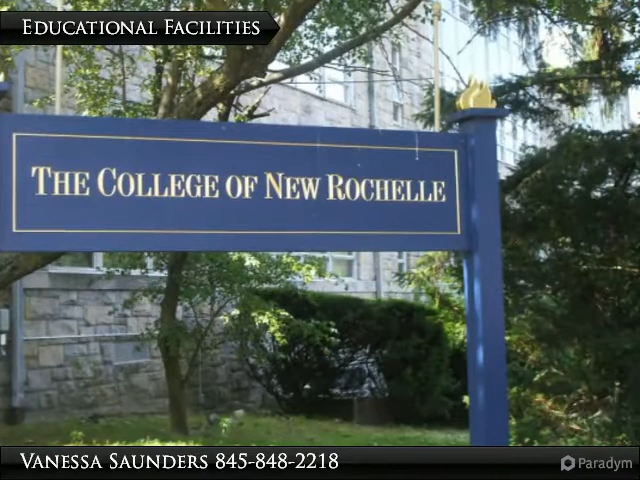 Educational Facilities
The College of New Rochelle
Vanessa Saunders 845-848-2218
Paradym